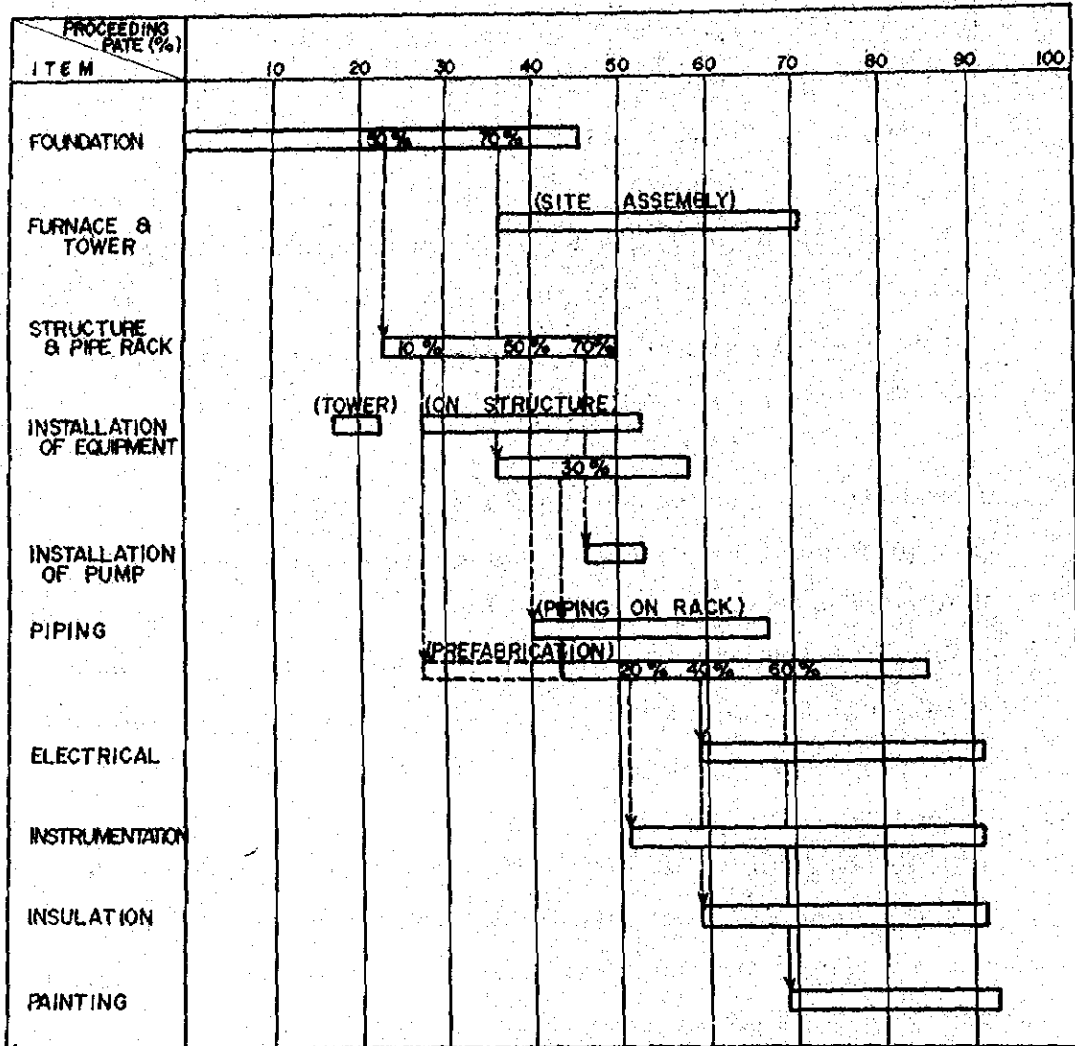 PROCEEDING
PATE (%)
ITEM
10 20 30 40 50 60 70 80 90 100
FOUNDATION
50 % 70 %
(SITE ASSEMBLY)
FURNACE &
TOWER
STRUCTURE
& PIPE RACK
10 % 50 % 70%
(TOWER) (ON STRUCTURE)
INSTALLATION
OF EQUIPMENT
30 %
INSTALLATION
OF PUMP
(PIPING ON RACK)
PIPING
(PREFABRICATION)
20 % 40 % 60 %
ELECTRICAL
INSTRUMENTATION
INSULATION
PAINTING